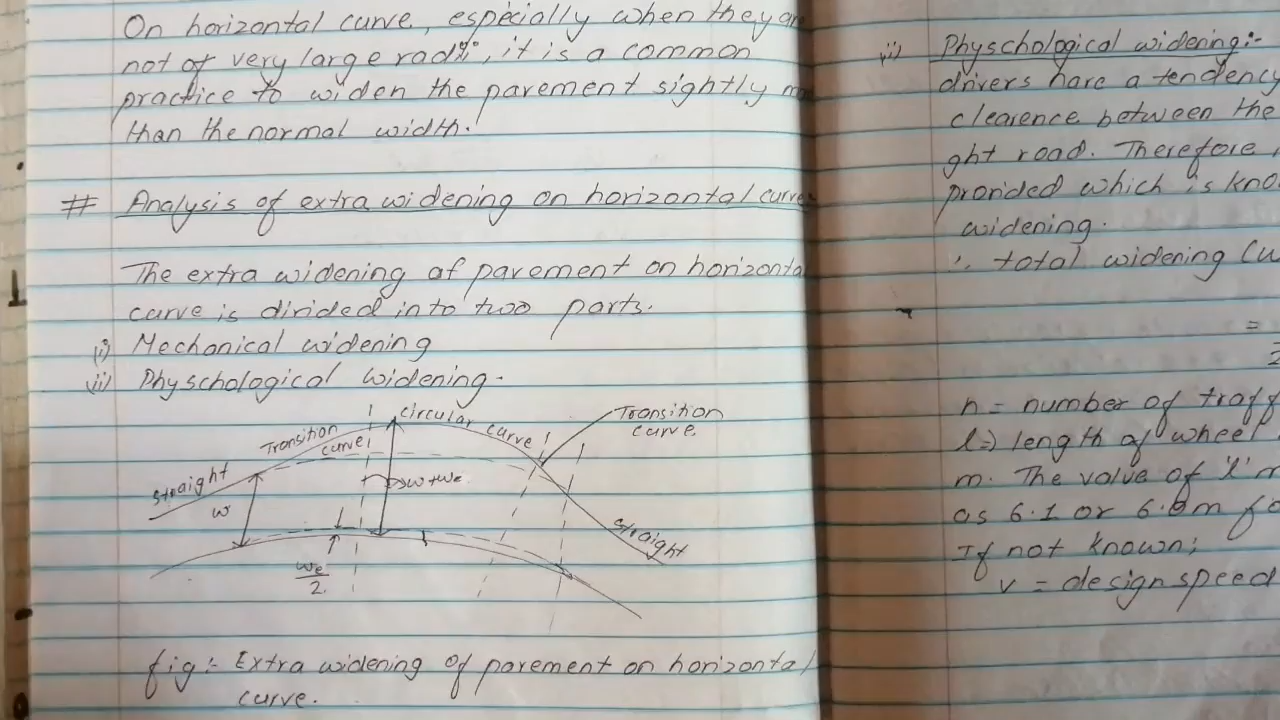 On horizontal curve, especially when they are
not of very large radii, it is a common
practice to widen the pavement sightly m
than the normal width.
# Analysis of extra widening on horizontal curve
The extra widening of pavement on horizonta
curve is divided into two parts.
(i) Mechanical widening
(ii) Physchological widening.
straight
Transition
curve
circular curve
Transition
curve.
w
w+we
we/2
straight
fig:- Extra widening of pavement on horizontal
curve.
ii) Physchological widening:-
drivers have a tendency
clearence between the
ght road. Therefore
provided which is kno
widening.
∴ total widening (w
=
n = number of traff
l => length of wheel
m. The value of 'l' m
as 6.1 or 6.0m fo
If not known;
v = design speed